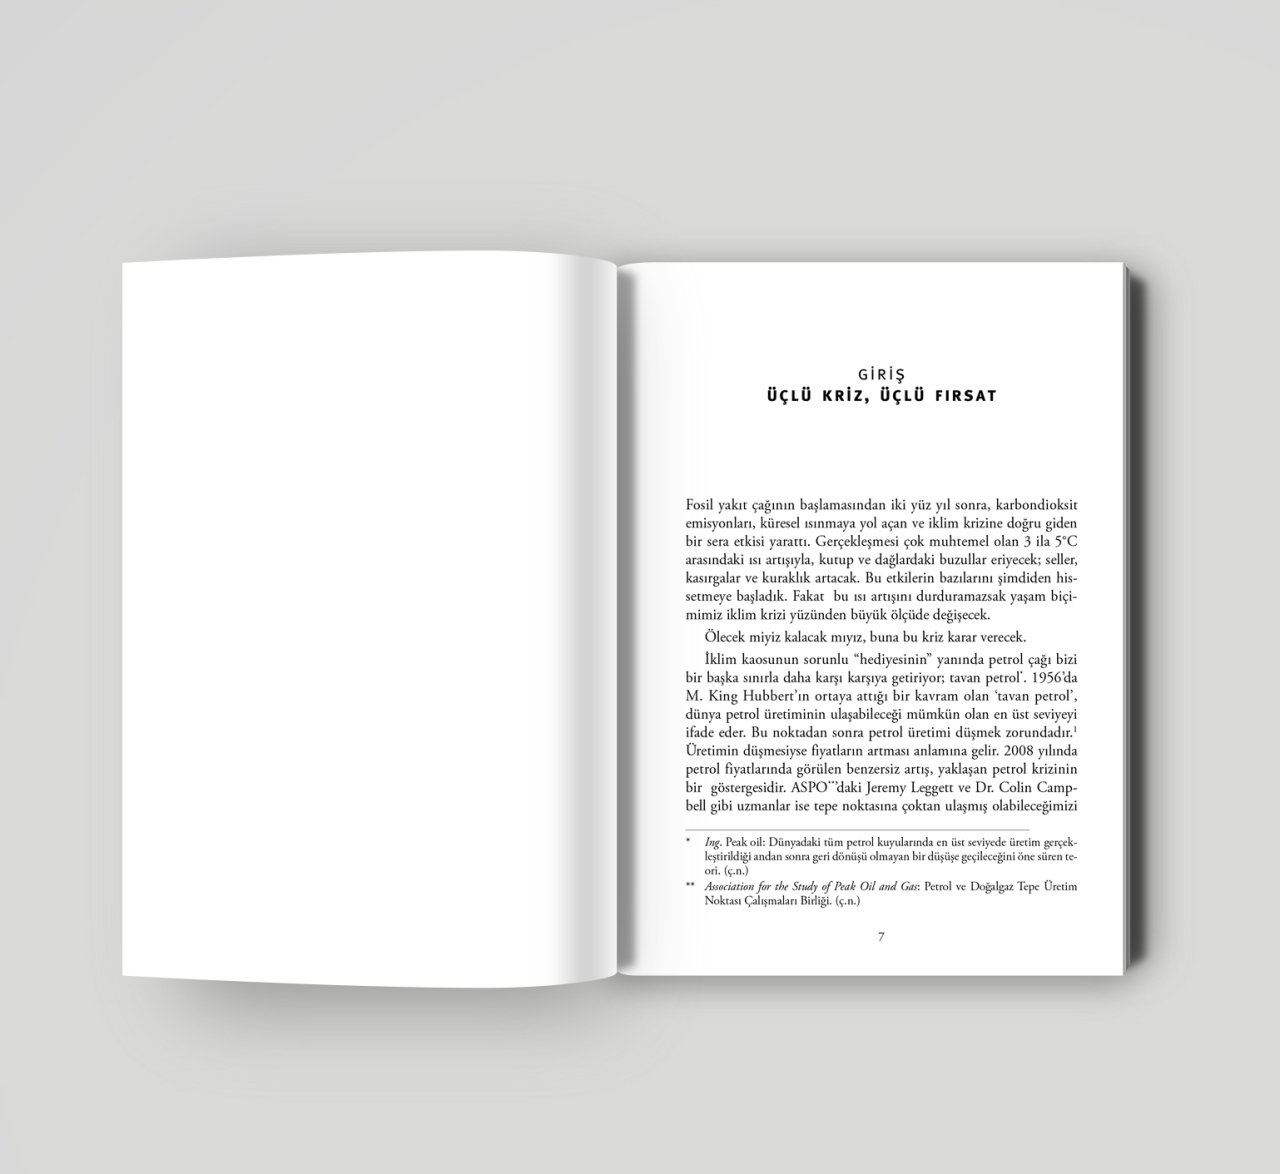 GİRİŞ
ÜÇLÜ KRİZ, ÜÇLÜ FIRSAT
Fosil yakıt çağının başlamasından iki yüz yıl sonra, karbondioksit
emisyonları, küresel ısınmaya yol açan ve iklim krizine doğru giden
bir sera etkisi yarattı. Gerçekleşmesi çok muhtemel olan 3 ila 5°C
arasındaki ısı artışıyla, kutup ve dağlardaki buzullar eriyecek; seller,
kasırgalar ve kuraklık artacak. Bu etkilerin bazılarını şimdiden his-
setmeye başladık. Fakat  bu ısı artışını durduramazsak yaşam biçi-
mimiz iklim krizi yüzünden büyük ölçüde değişecek.
Ölecek miyiz kalacak mıyız, buna bu kriz karar verecek.
İklim kaosunun sorunlu “hediyesinin” yanında petrol çağı bizi
bir başka sınırla daha karşı karşıya getiriyor; tavan petrol*. 1956’da
M. King Hubbert’ın ortaya attığı bir kavram olan ‘tavan petrol’,
dünya petrol üretiminin ulaşabileceği mümkün olan en üst seviyeyi
ifade eder. Bu noktadan sonra petrol üretimi düşmek zorundadır.¹
Üretimin düşmesiyse fiyatların artması anlamına gelir. 2008 yılında
petrol fiyatlarında görülen benzersiz artış, yaklaşan petrol krizinin
bir  göstergesidir. ASPO**’daki Jeremy Leggett ve Dr. Colin Camp-
bell gibi uzmanlar ise tepe noktasına çoktan ulaşmış olabileceğimizi
* Ing. Peak oil: Dünyadaki tüm petrol kuyularında en üst seviyede üretim gerçek-
leştirildiği andan sonra geri dönüşü olmayan bir düşüşe geçileceğini öne süren te-
ori. (ç.n.)
** Association for the Study of Peak Oil and Gas: Petrol ve Doğalgaz Tepe Üretim
Noktası Çalışmaları Birliği. (ç.n.)
7